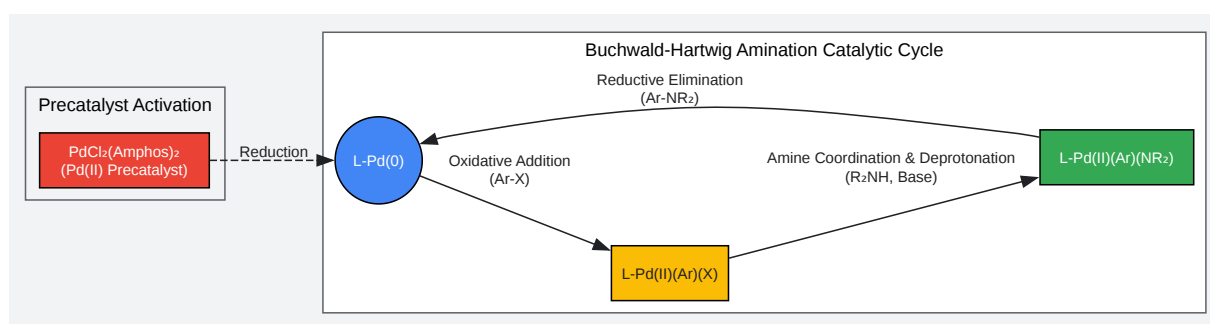 Buchwald-Hartwig Amination Catalytic Cycle
Precatalyst Activation
PdCl₂(Amphos)₂
(Pd(II) Precatalyst)
Reduction
L-Pd(0)
Reductive Elimination
(Ar-NR₂)
Oxidative Addition
(Ar-X)
L-Pd(II)(Ar)(X)
Amine Coordination & Deprotonation
(R₂NH, Base)
L-Pd(II)(Ar)(NR₂)